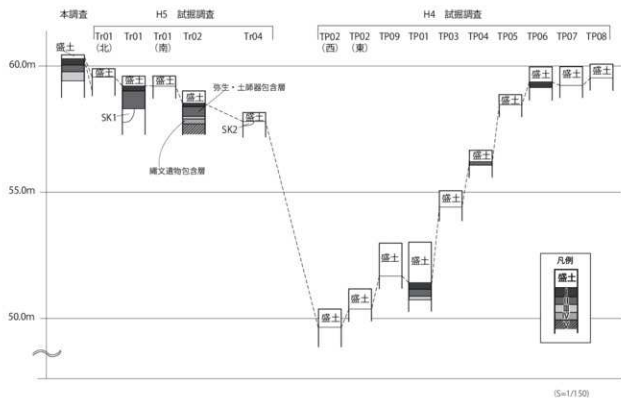 本調査 H5 試掘調査 H4 試掘調査
Tr01 Tr01 Tr01 Tr02 Tr04 TP02 TP02 TP09 TP01 TP03 TP04 TP05 TP06 TP07 TP08
(北) (南) (西) (東)
盛土
60.0m
盛土 盛土 盛土 盛土 盛土 盛土 盛土 盛土
弥生・土師器包含層
SK1
SK2
縄文遺物包含層
盛土
盛土
55.0m
盛土
盛土 盛土
凡例
盛土
盛土
盛土
50.0m
(S=1/150)